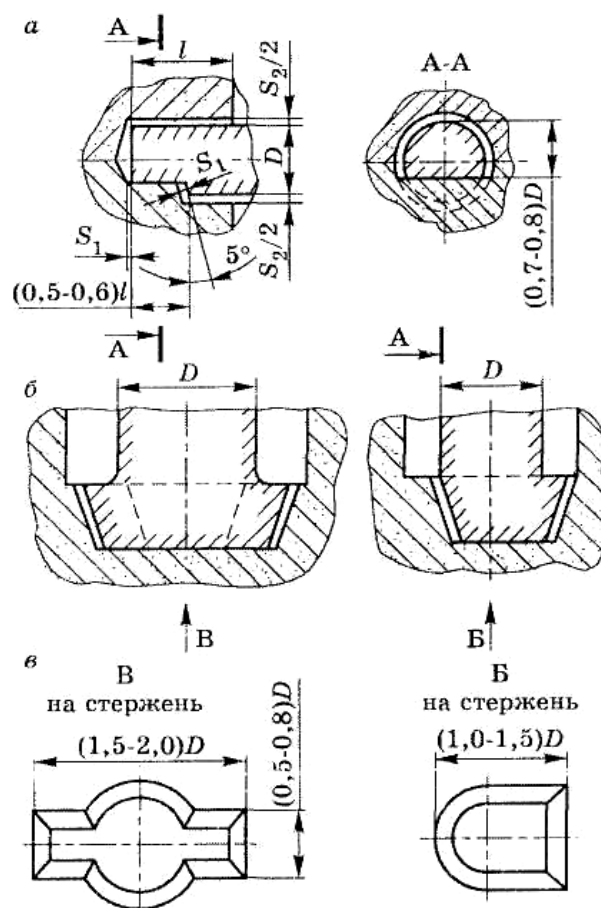 а
А
l
S₂/2
А-А
D
S₁
S₁
5°
S₂/2
(0,5-0,6)l
(0,7-0,8)D
А
А
б
D
D
В
Б
в
В
на стержень
(1,5-2,0)D
(0,5-0,8)D
Б
на стержень
(1,0-1,5)D